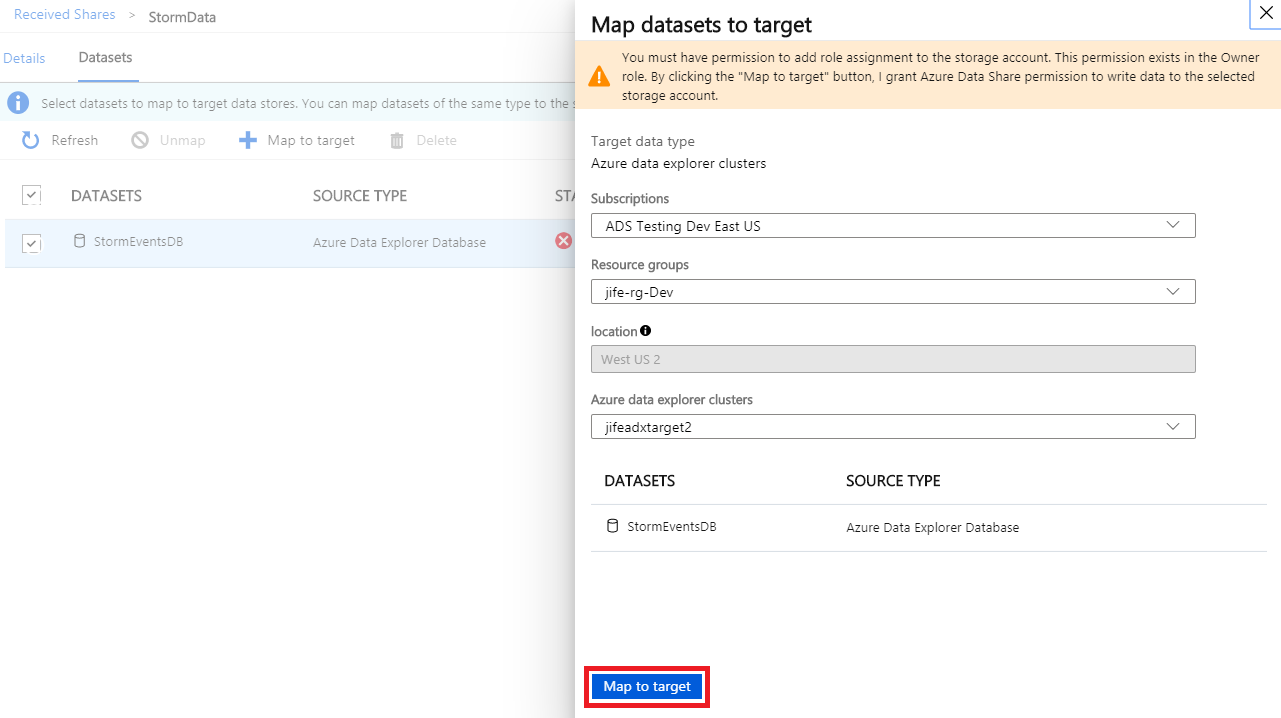 Received Shares > StormData
Details
Datasets
Select datasets to map to target data stores. You can map datasets of the same type to the s
Refresh
Unmap
Map to target
Delete
DATASETS
SOURCE TYPE
STA
StormEventsDB
Azure Data Explorer Database
Map datasets to target
You must have permission to add role assignment to the storage account. This permission exists in the Owner
role. By clicking the "Map to target" button, I grant Azure Data Share permission to write data to the selected
storage account.
Target data type
Azure data explorer clusters
Subscriptions
ADS Testing Dev East US
Resource groups
jife-rg-Dev
location
West US 2
Azure data explorer clusters
jifeadxtarget2
DATASETS
SOURCE TYPE
StormEventsDB
Azure Data Explorer Database
Map to target